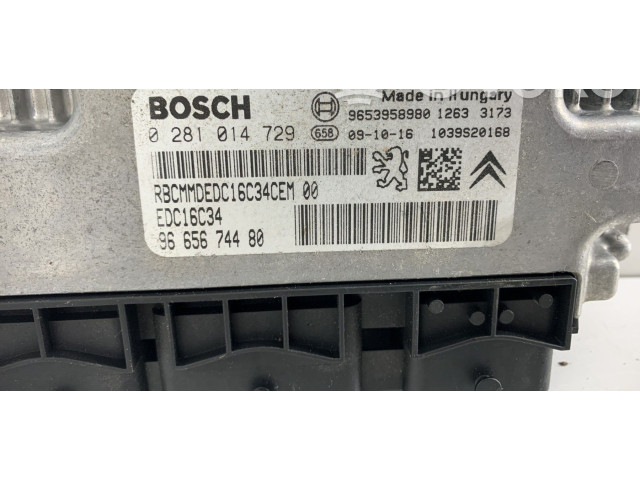 BOSCH
0 281 014 729
658
Made in Hungary
9653958980 1263 3173
09-10-16 1039S20168
RBCMMDEDC16C34CEM 00
EDC16C34
96 656 744 80